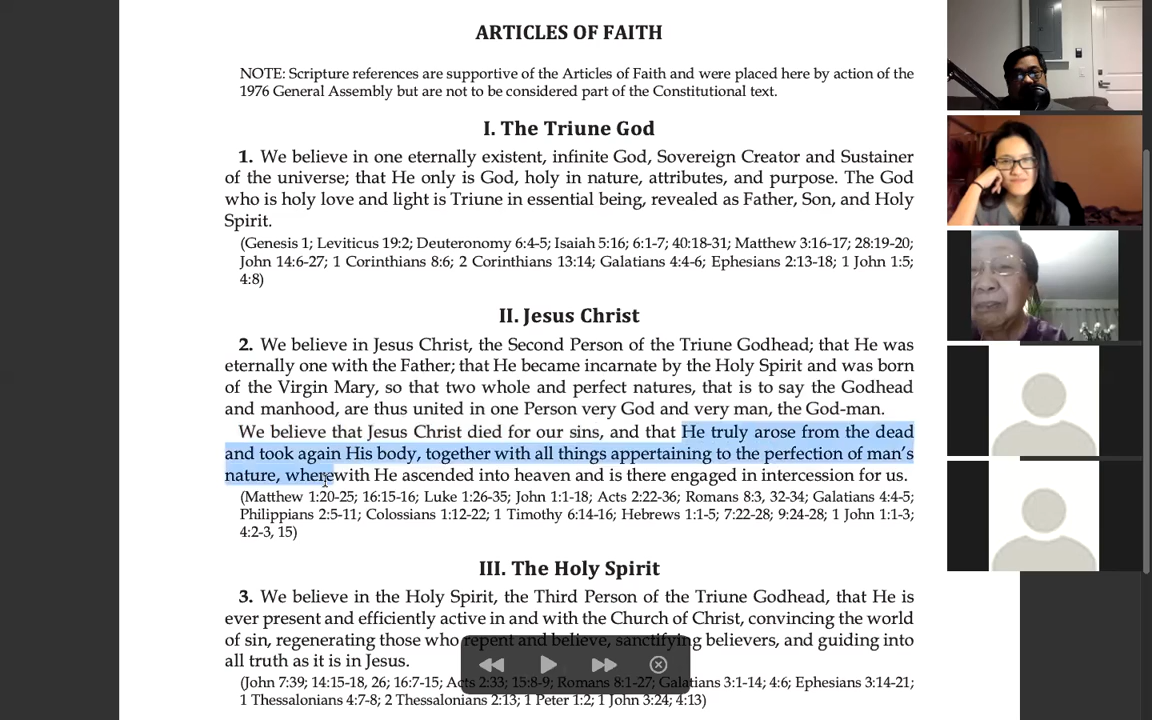 ARTICLES OF FAITH
NOTE: Scripture references are supportive of the Articles of Faith and were placed here by action of the
1976 General Assembly but are not to be considered part of the Constitutional text.
I. The Triune God
1. We believe in one eternally existent, infinite God, Sovereign Creator and Sustainer
of the universe; that He only is God, holy in nature, attributes, and purpose. The God
who is holy love and light is Triune in essential being, revealed as Father, Son, and Holy
Spirit.
(Genesis 1; Leviticus 19:2; Deuteronomy 6:4-5; Isaiah 5:16; 6:1-7; 40:18-31; Matthew 3:16-17; 28:19-20;
John 14:6-27; 1 Corinthians 8:6; 2 Corinthians 13:14; Galatians 4:4-6; Ephesians 2:13-18; 1 John 1:5;
4:8)
II. Jesus Christ
2. We believe in Jesus Christ, the Second Person of the Triune Godhead; that He was
eternally one with the Father; that He became incarnate by the Holy Spirit and was born
of the Virgin Mary, so that two whole and perfect natures, that is to say the Godhead
and manhood, are thus united in one Person very God and very man, the God-man.
We believe that Jesus Christ died for our sins, and that He truly arose from the dead
and took again His body, together with all things appertaining to the perfection of man's
nature, wherewith He ascended into heaven and is there engaged in intercession for us.
(Matthew 1:20-25; 16:15-16; Luke 1:26-35; John 1:1-18; Acts 2:22-36; Romans 8:3, 32-34; Galatians 4:4-5;
Philippians 2:5-11; Colossians 1:12-22; 1 Timothy 6:14-16; Hebrews 1:1-5; 7:22-28; 9:24-28; 1 John 1:1-3;
4:2-3, 15)
III. The Holy Spirit
3. We believe in the Holy Spirit, the Third Person of the Triune Godhead, that He is
ever present and efficiently active in and with the Church of Christ, convincing the world
of sin, regenerating those who repent and believe, sanctifying believers, and guiding into
all truth as it is in Jesus.
(John 7:39; 14:15-18, 26; 16:7-15; Acts 2:33; 15:8-9; Romans 8:1-27; Galatians 3:1-14; 4:6; Ephesians 3:14-21;
1 Thessalonians 4:7-8; 2 Thessalonians 2:13; 1 Peter 1:2; 1 John 3:24; 4:13)